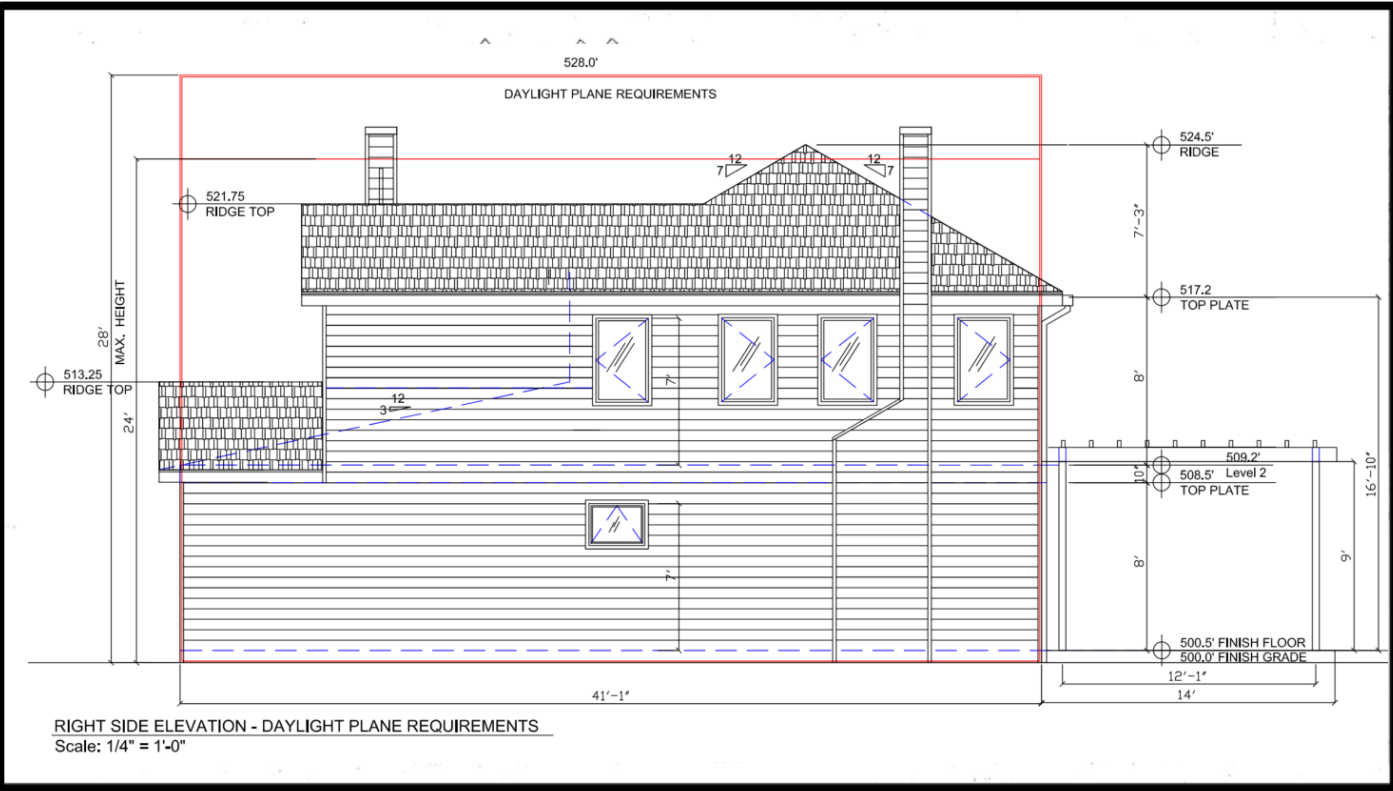 528.0'
DAYLIGHT PLANE REQUIREMENTS
524.5'
RIDGE
12
7
12
7
521.75
RIDGE TOP
7'-3"
28'
MAX. HEIGHT
24'
517.2
TOP PLATE
513.25
RIDGE TOP
12
3
7'
8'
509.2'
Level 2
10"
508.5'
TOP PLATE
16'-10"
7'
8'
9'
500.5' FINISH FLOOR
500.0' FINISH GRADE
12'-1"
41'-1"
14'
RIGHT SIDE ELEVATION - DAYLIGHT PLANE REQUIREMENTS
Scale: 1/4" = 1'-0"